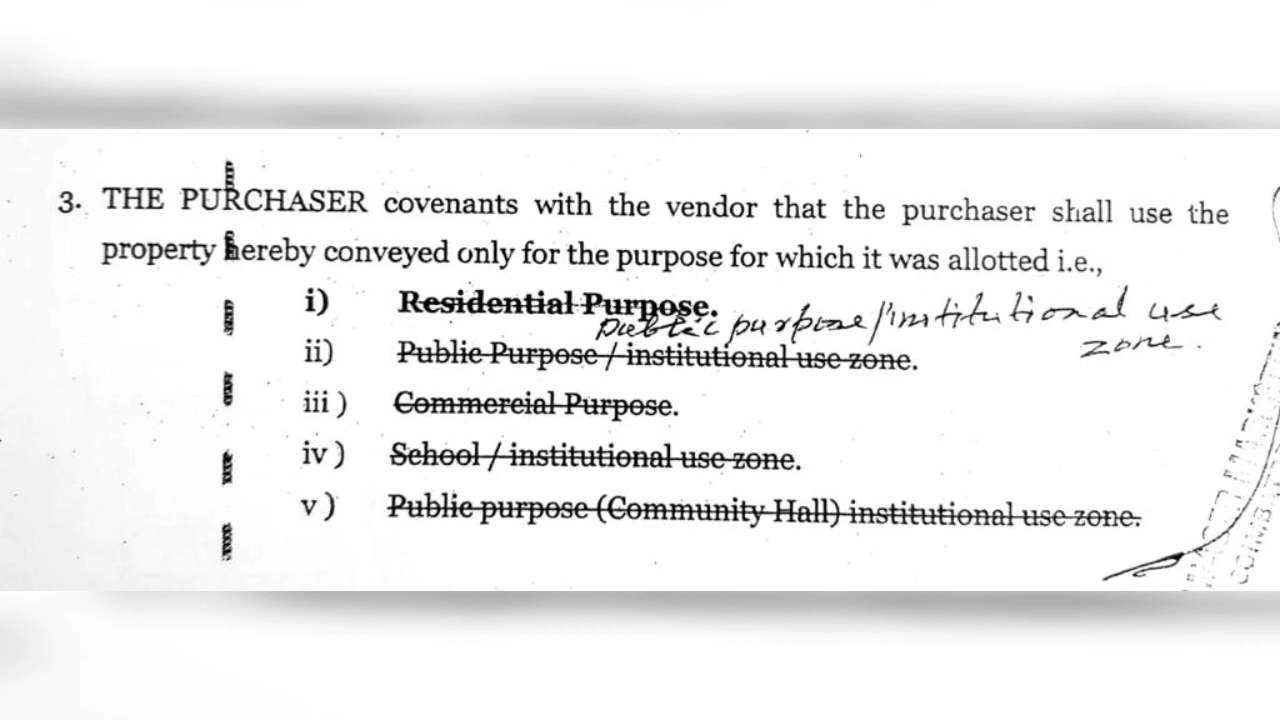 3. THE PURCHASER covenants with the vendor that the purchaser shall use the
property hereby conveyed only for the purpose for which it was allotted i.e.,
i) Residential Purpose.
public purpose/institutional use
zone.
ii) Public Purpose / institutional use zone.
iii) Commercial Purpose.
iv) School / institutional use zone.
v) Public purpose (Community Hall) institutional use zone.